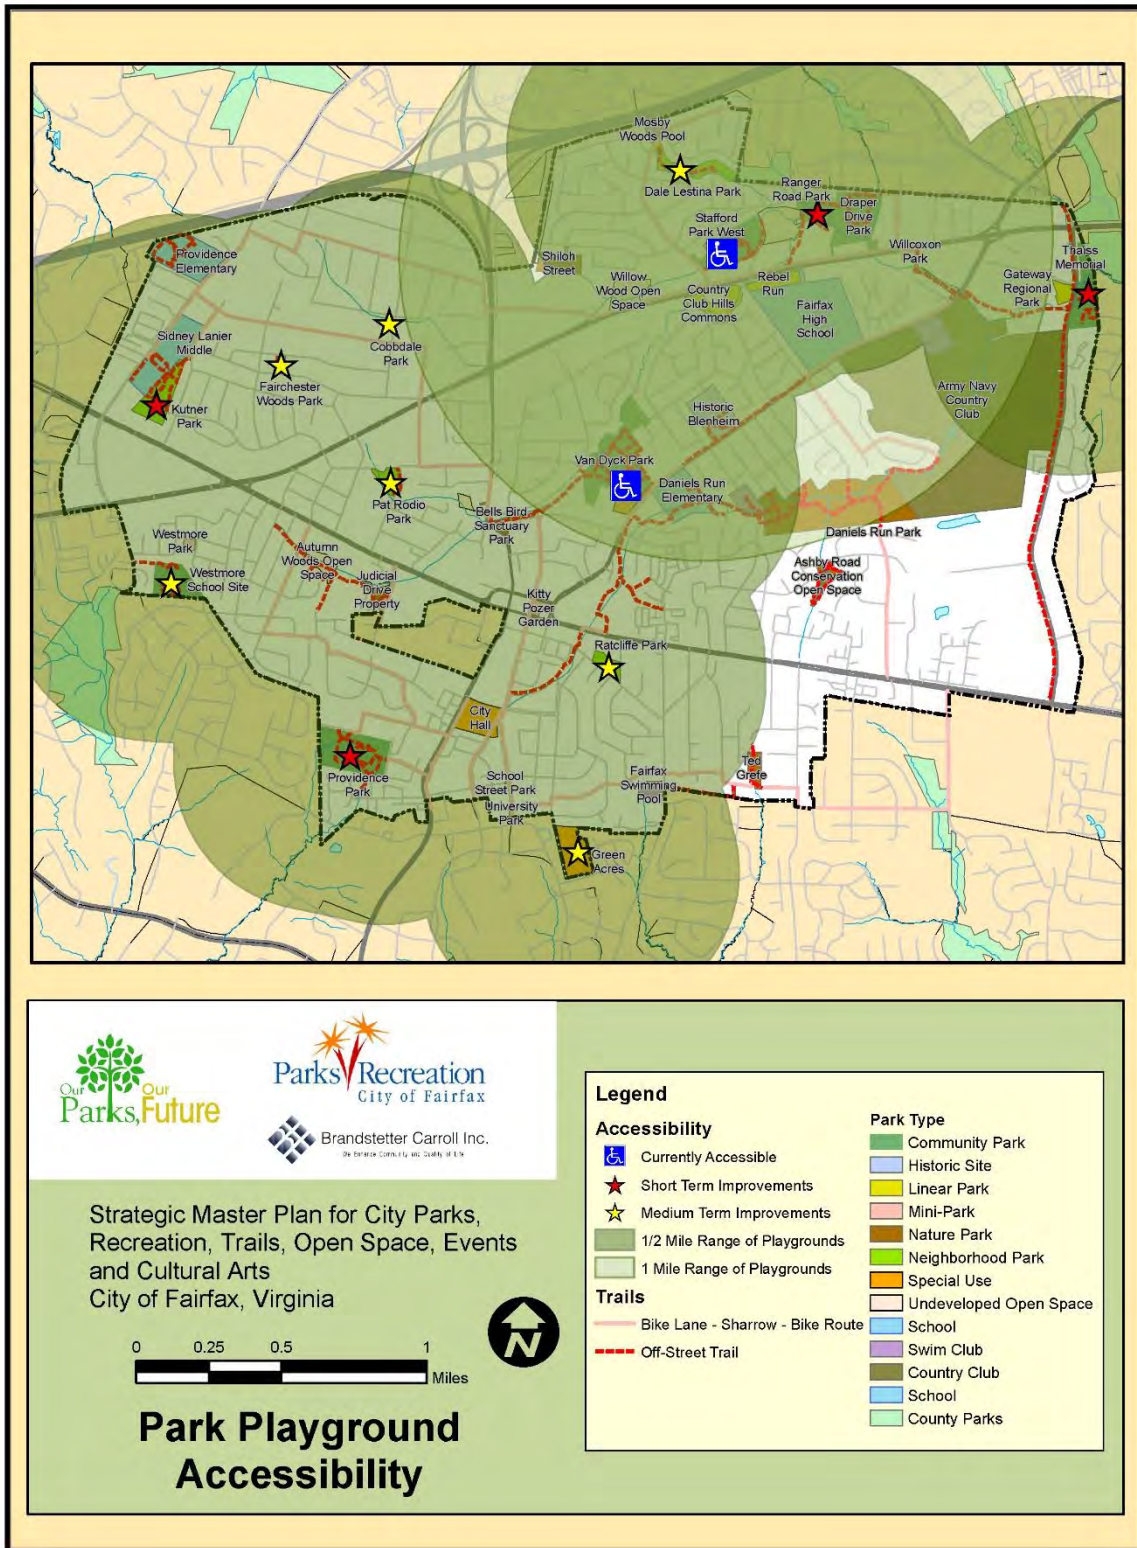 Mosby
Woods Pool
Dale Lestina Park
Ranger
Road Park
Draper
Drive
Park
Stafford
Park West
Willcoxon
Park
Thaiss
Memorial
Gateway
Regional
Park
Providence
Elementary
Shiloh
Street
Willow
Wood Open
Space
Country
Club Hills
Commons
Rebel
Run
Fairfax
High
School
Sidney Lanier
Middle
Cobbdale
Park
Fairchester
Woods Park
Kutner
Park
Army Navy
Country
Club
Historic
Blenheim
Van Dyck Park
Daniels Run
Elementary
Pat Rodio
Park
Bells Bird
Sanctuary
Park
Daniels Run Park
Westmore
Park
Westmore
School Site
Autumn
Woods Open
Space
Judicial
Drive
Property
Ashby Road
Conservation
Open Space
Kitty
Pozer
Garden
Ratcliffe Park
City
Hall
Providence
Park
School
Street Park
University
Park
Fairfax
Swimming
Pool
Ted
Grefe
Green
Acres
Our
Parks,
Our
Future
Parks Recreation
City of Fairfax
Brandstetter Carroll Inc.
Strategic Master Plan for City Parks,
Recreation, Trails, Open Space, Events
and Cultural Arts
City of Fairfax, Virginia
N
0 0.25 0.5 1
Miles
Park Playground
Accessibility
Legend
Accessibility
Currently Accessible
Short Term Improvements
Medium Term Improvements
1/2 Mile Range of Playgrounds
1 Mile Range of Playgrounds
Trails
Bike Lane - Sharrow - Bike Route
Off-Street Trail
Park Type
Community Park
Historic Site
Linear Park
Mini-Park
Nature Park
Neighborhood Park
Special Use
Undeveloped Open Space
School
Swim Club
Country Club
School
County Parks